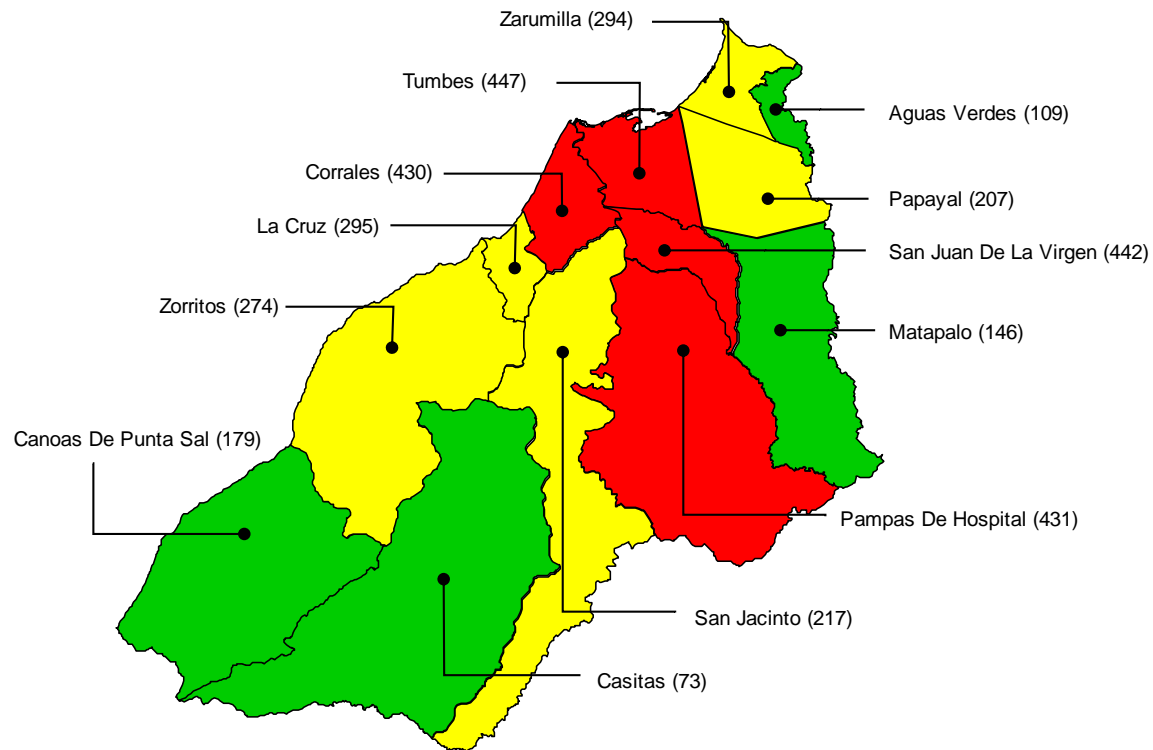 Zarumilla (294)
Tumbes (447)
Aguas Verdes (109)
Corrales (430)
Papayal (207)
La Cruz (295)
San Juan De La Virgen (442)
Zorritos (274)
Matapalo (146)
Canoas De Punta Sal (179)
Pampas De Hospital (431)
San Jacinto (217)
Casitas (73)